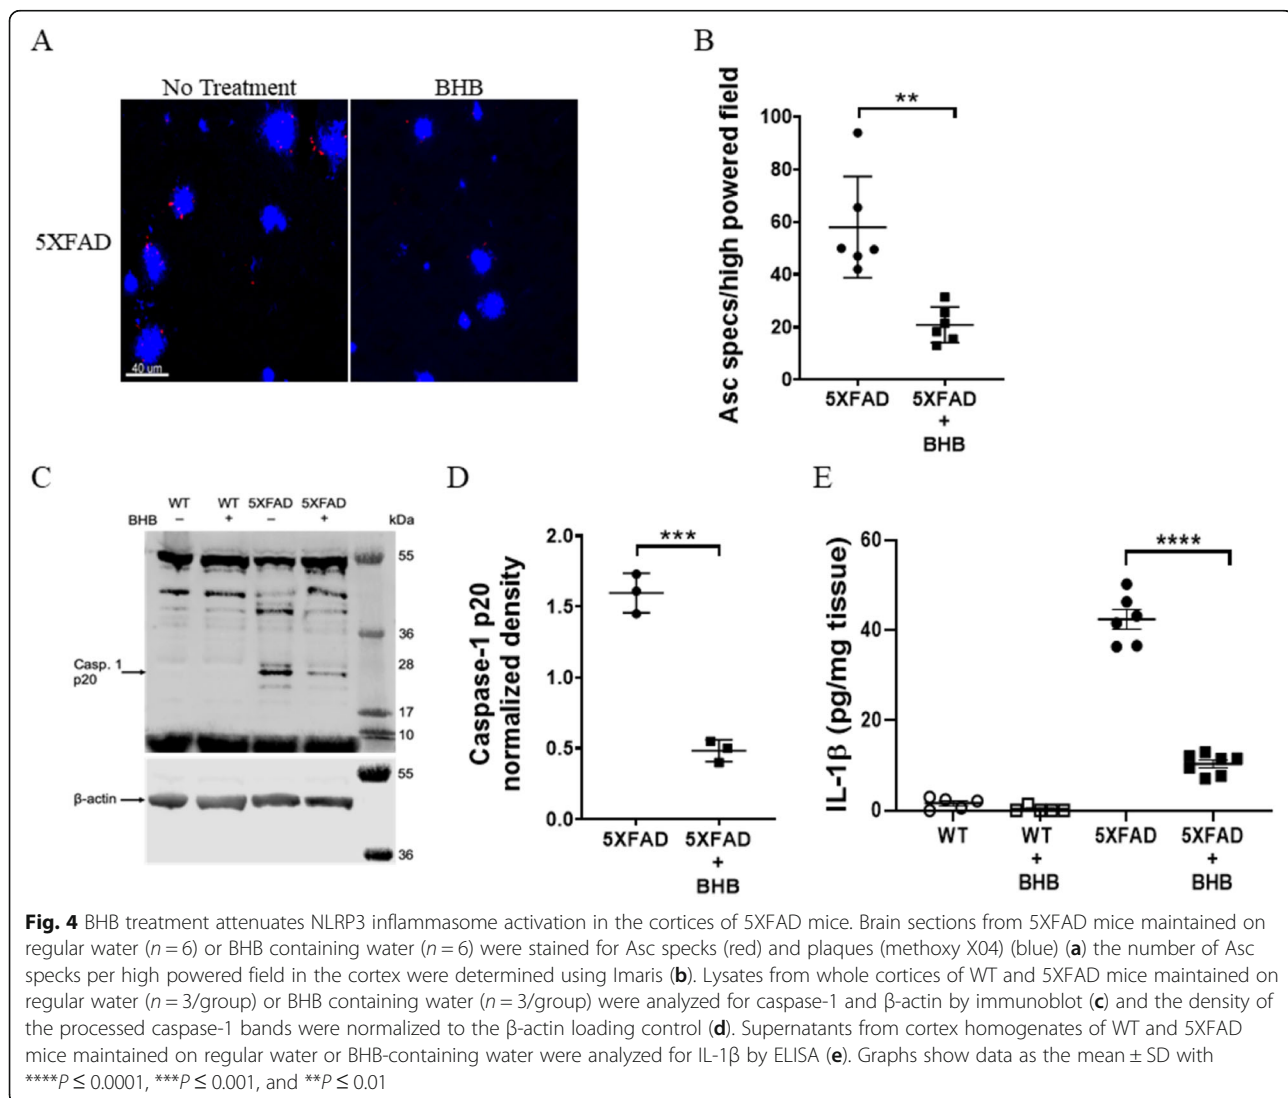 A
No Treatment
BHB
5XFAD
40 um
B
Asc specs/high powered field
**
100
80
60
40
20
0
5XFAD
5XFAD
+
BHB
C
WT WT 5XFAD 5XFAD
BHB – + – + kDa
55
36
Casp. 1
p20
28
17
10
55
β-actin
36
D
Caspase-1 p20
normalized density
***
2.0
1.5
1.0
0.5
0.0
5XFAD
5XFAD
+
BHB
E
IL-1β (pg/mg tissue)
****
60
40
20
0
WT
WT
+
BHB
5XFAD
5XFAD
+
BHB
Fig. 4 BHB treatment attenuates NLRP3 inflammasome activation in the cortices of 5XFAD mice. Brain sections from 5XFAD mice maintained on
regular water (n = 6) or BHB containing water (n = 6) were stained for Asc specks (red) and plaques (methoxy X04) (blue) (a) the number of Asc
specks per high powered field in the cortex were determined using Imaris (b). Lysates from whole cortices of WT and 5XFAD mice maintained on
regular water (n = 3/group) or BHB containing water (n = 3/group) were analyzed for caspase-1 and β-actin by immunoblot (c) and the density of
the processed caspase-1 bands were normalized to the β-actin loading control (d). Supernatants from cortex homogenates of WT and 5XFAD
mice maintained on regular water or BHB-containing water were analyzed for IL-1β by ELISA (e). Graphs show data as the mean ± SD with
****P ≤ 0.0001, ***P ≤ 0.001, and **P ≤ 0.01